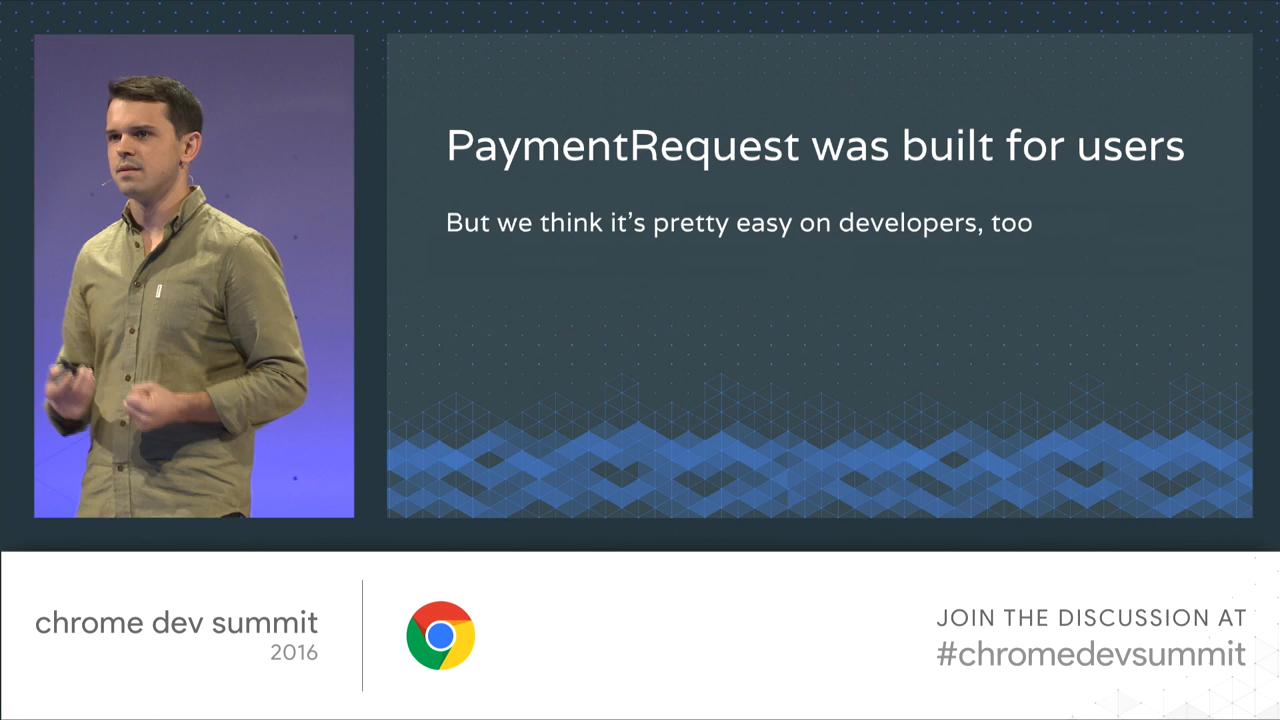 PaymentRequest was built for users
But we think it’s pretty easy on developers, too
chrome dev summit
2016
JOIN THE DISCUSSION AT
#chromedevsummit